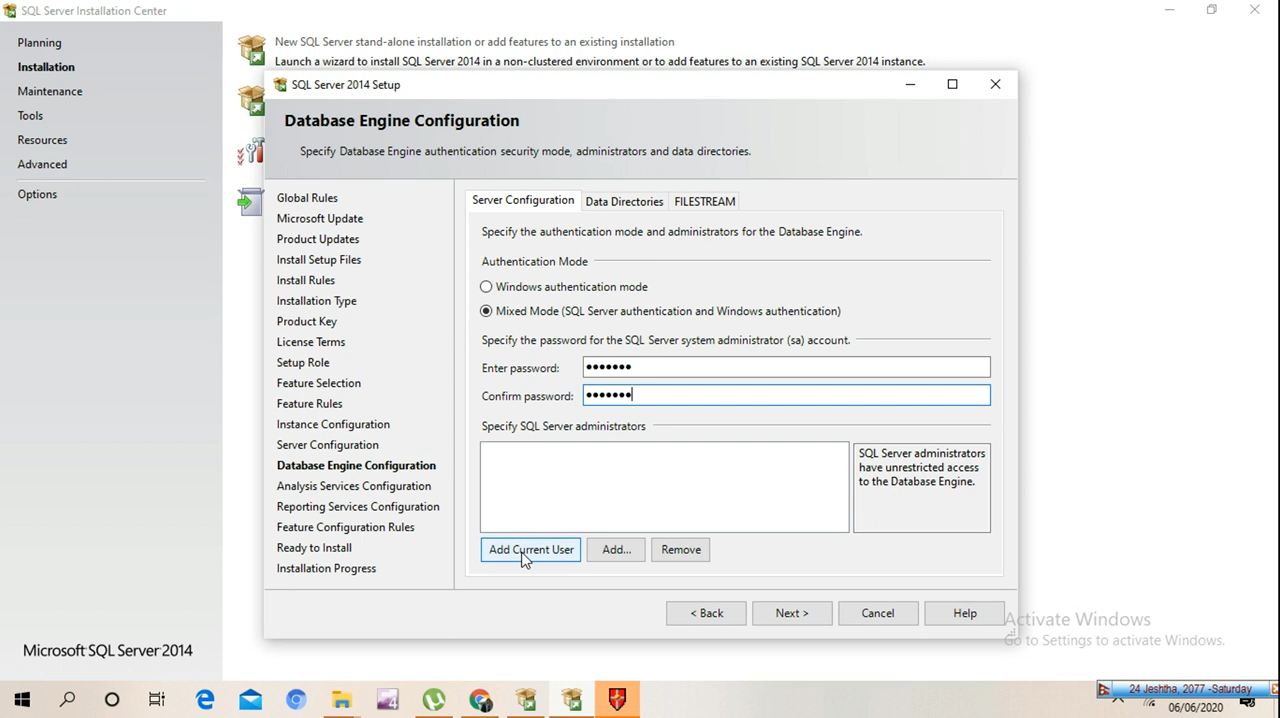 SQL Server Installation Center
Planning
Installation
Maintenance
Tools
Resources
Advanced
Options
Microsoft SQL Server 2014
New SQL Server stand-alone installation or add features to an existing installation
Launch a wizard to install SQL Server 2014 in a non-clustered environment or to add features to an existing SQL Server 2014 instance.
SQL Server 2014 Setup
Database Engine Configuration
Specify Database Engine authentication security mode, administrators and data directories.
Global Rules
Microsoft Update
Product Updates
Install Setup Files
Install Rules
Installation Type
Product Key
License Terms
Setup Role
Feature Selection
Feature Rules
Instance Configuration
Server Configuration
Database Engine Configuration
Analysis Services Configuration
Reporting Services Configuration
Feature Configuration Rules
Ready to Install
Installation Progress
Server Configuration Data Directories FILESTREAM
Specify the authentication mode and administrators for the Database Engine.
Authentication Mode
Windows authentication mode
Mixed Mode (SQL Server authentication and Windows authentication)
Specify the password for the SQL Server system administrator (sa) account.
Enter password: •••••••
Confirm password: •••••••
Specify SQL Server administrators
SQL Server administrators
have unrestricted access
to the Database Engine.
Add Current User Add... Remove
< Back Next > Cancel Help
Activate Windows
Go to Settings to activate Windows.
24 Jeshtha, 2077 -Saturday
06/06/2020